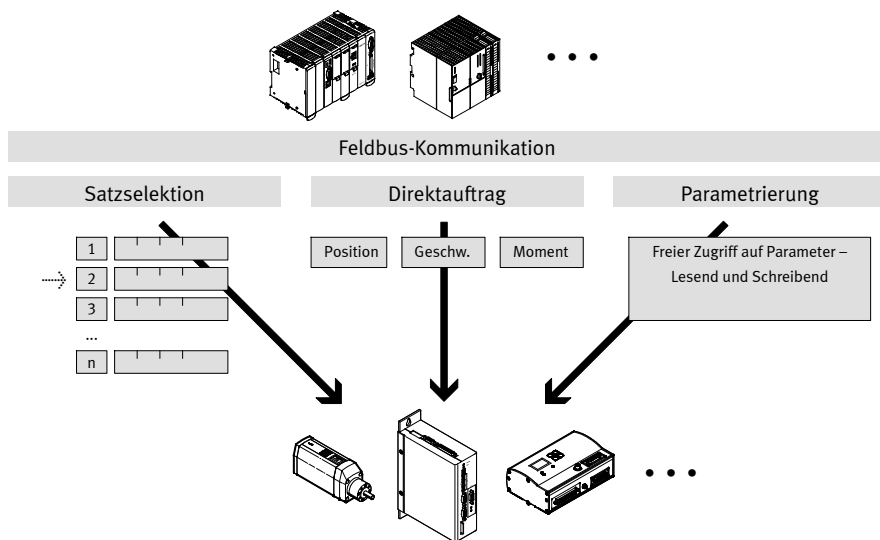 • • •
Feldbus-Kommunikation
Satzselektion Direktauftrag Parametrierung
1
2
3
...
n
Position Geschw. Moment
Freier Zugriff auf Parameter –
Lesend und Schreibend
• • •